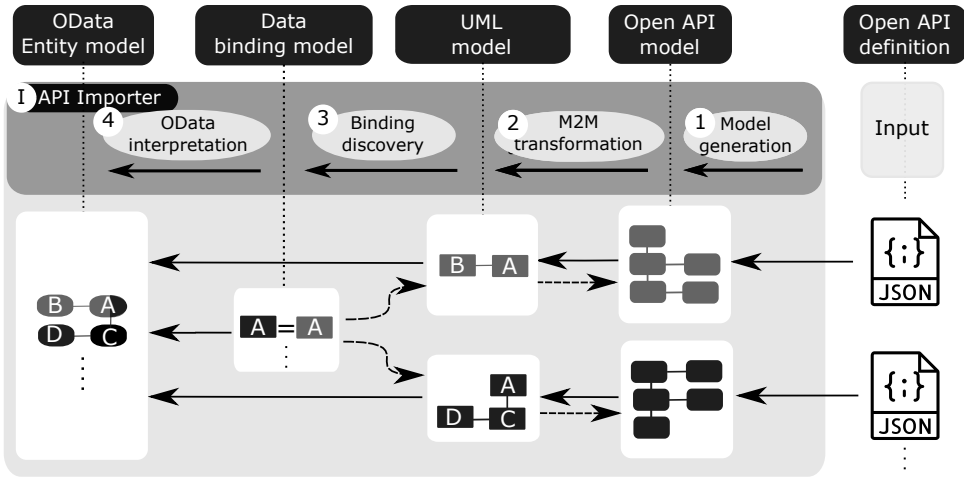 OData
Entity model
Data
binding model
UML
model
Open API
model
Open API
definition
I API Importer
4 OData
interpretation
3 Binding
discovery
2 M2M
transformation
1 Model
generation
Input
B A
D C
A = A
B A
A
D C
{;}
JSON
{;}
JSON